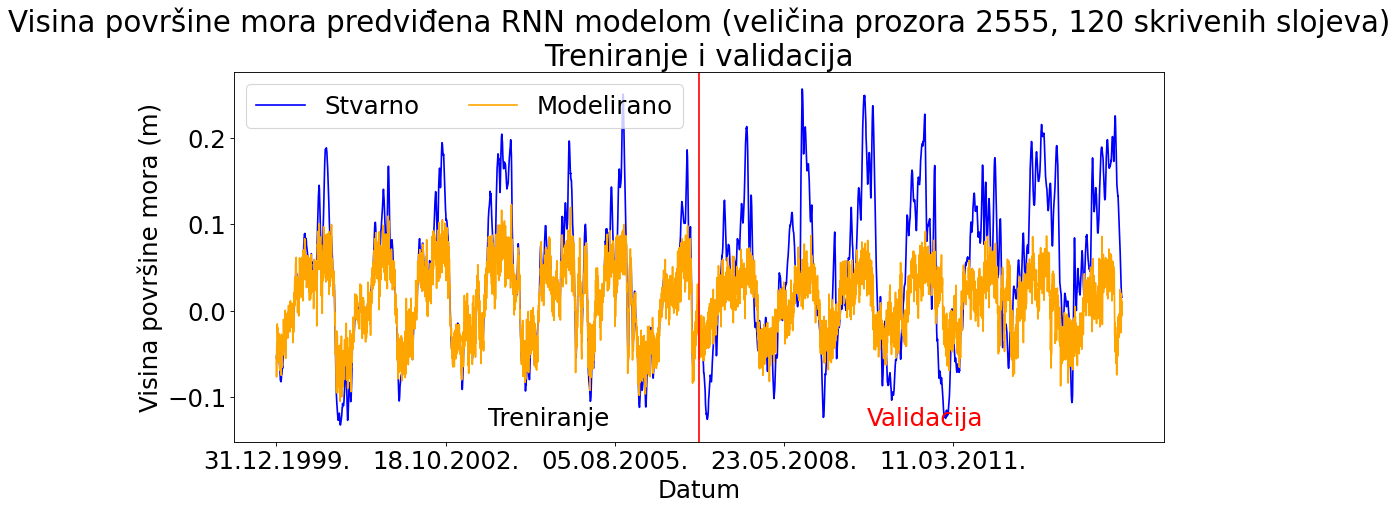 Visina površine mora predviđena RNN modelom (veličina prozora 2555, 120 skrivenih slojeva)
Treniranje i validacija
Stvarno
Modelirano
Visina površine mora (m)
0.2
0.1
0.0
−0.1
Treniranje
Validacija
31.12.1999.
18.10.2002.
05.08.2005.
23.05.2008.
11.03.2011.
Datum